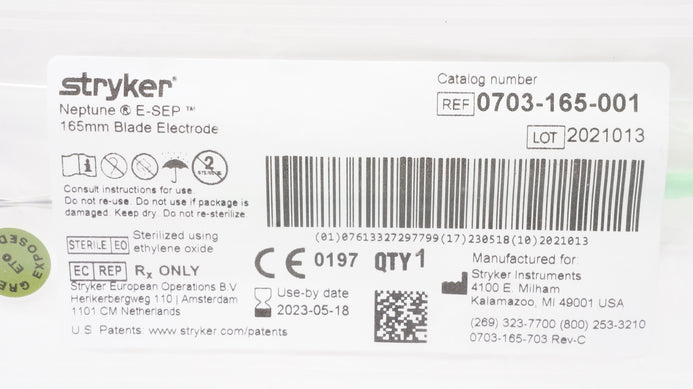 stryker®
Neptune ® E-SEP ™
165mm Blade Electrode
Catalog number
REF 0703-165-001
LOT 2021013
2
STERILIZE
Consult instructions for use.
Do not re-use. Do not use if package is
damaged. Keep dry. Do not re-sterilize.
(01)07613327297799(17)230518(10)2021013
STERILE EO
Sterilized using
ethylene oxide
EC REP Rx ONLY
Stryker European Operations B.V.
Herikerbergweg 110 | Amsterdam
1101 CM Netherlands
U.S. Patents: www.stryker.com/patents
CE 0197 QTY 1
Use-by date
2023-05-18
Manufactured for:
Stryker Instruments
4100 E. Milham
Kalamazoo, MI 49001 USA
(269) 323-7700 (800) 253-3210
0703-165-703 Rev-C
EXPOSED
ETO
GRE